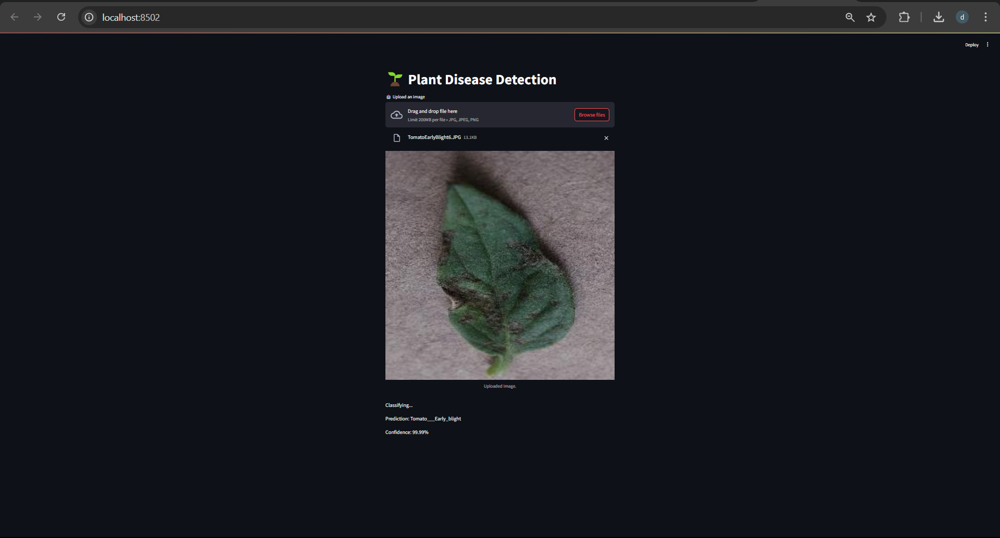 localhost:8502
d
Deploy
Plant Disease Detection
Upload an image
Drag and drop file here
Limit 200MB per file • JPG, JPEG, PNG
Browse files
TomatoEarlyBlight6.JPG 13.1KB
Uploaded Image.
Classifying...
Prediction: Tomato___Early_blight
Confidence: 99.99%